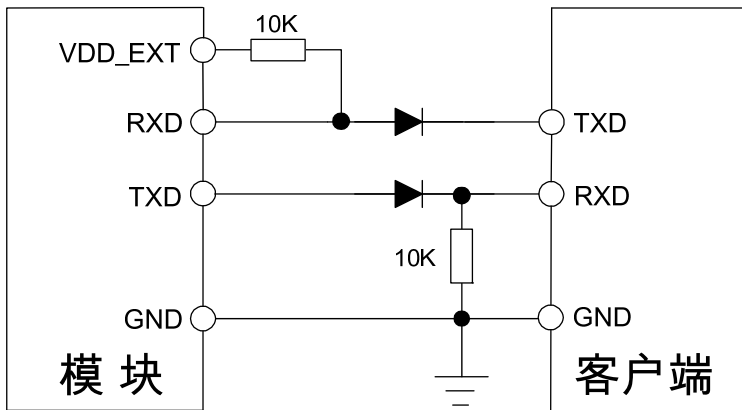 10K
VDD_EXT
RXD
TXD
TXD
RXD
10K
GND
GND
模块
客户端